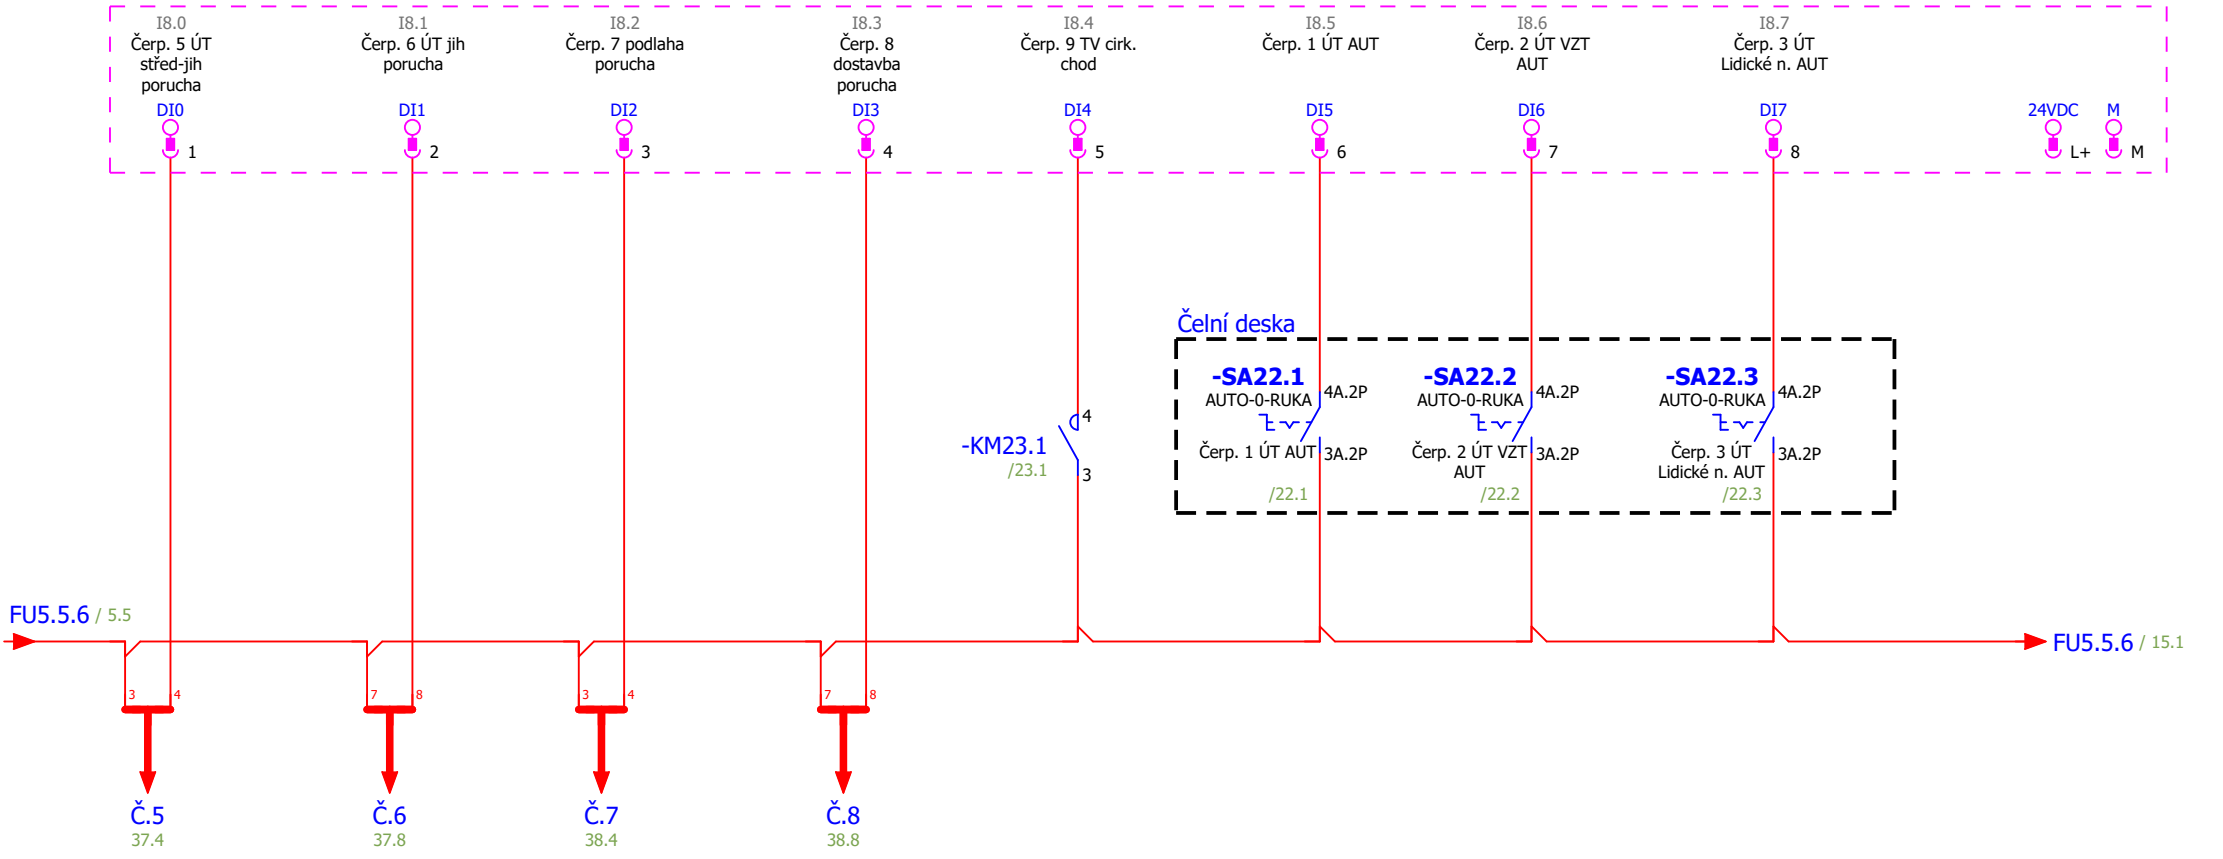 I8.0
Čerp. 5 ÚT
střed-jih
porucha
DI0
1
I8.1
Čerp. 6 ÚT jih
porucha
DI1
2
I8.2
Čerp. 7 podlaha
porucha
DI2
3
I8.3
Čerp. 8
dostavba
porucha
DI3
4
I8.4
Čerp. 9 TV cirk.
chod
DI4
5
I8.5
Čerp. 1 ÚT AUT
DI5
6
I8.6
Čerp. 2 ÚT VZT
AUT
DI6
7
I8.7
Čerp. 3 ÚT
Lidické n. AUT
DI7
8
24VDC
L+
M
M
Čelní deska
-KM23.1
/23.1
4
3
-SA22.1
AUTO-0-RUKA
4A.2P
Čerp. 1 ÚT AUT
3A.2P
/22.1
-SA22.2
AUTO-0-RUKA
4A.2P
Čerp. 2 ÚT VZT
AUT
3A.2P
/22.2
-SA22.3
AUTO-0-RUKA
4A.2P
Čerp. 3 ÚT
Lidické n. AUT
3A.2P
/22.3
FU5.5.6 / 5.5
FU5.5.6 / 15.1
3 4
Č.5
37.4
7 8
Č.6
37.8
3 4
Č.7
38.4
7 8
Č.8
38.8